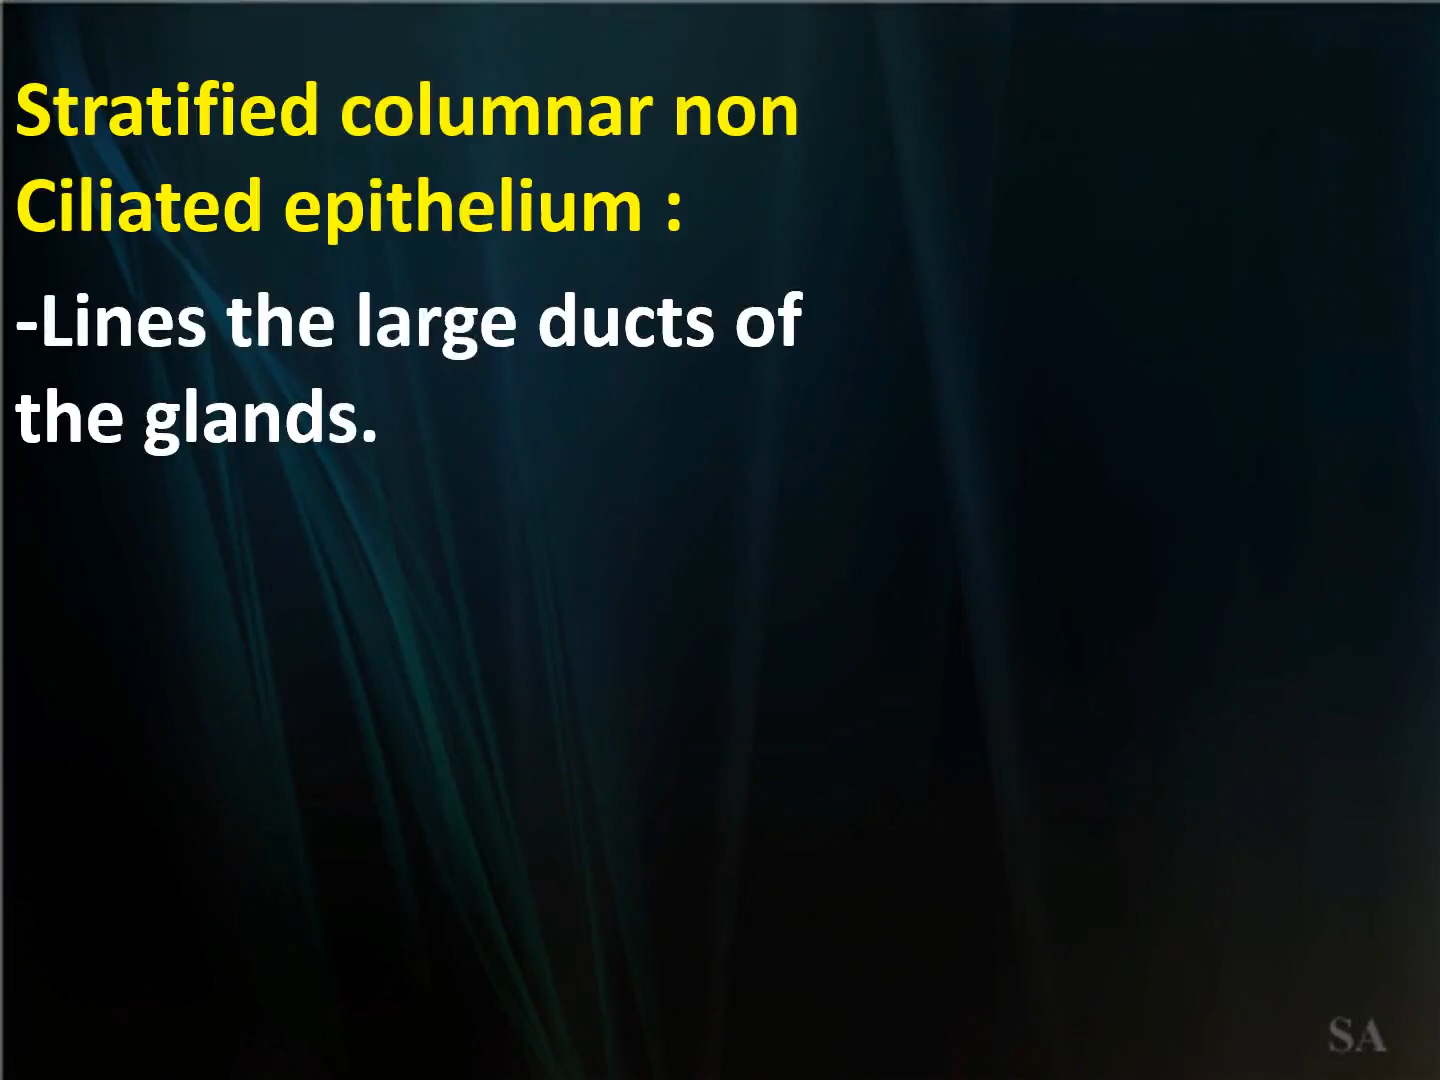 Stratified columnar non
Ciliated epithelium :
-Lines the large ducts of
the glands.
SA